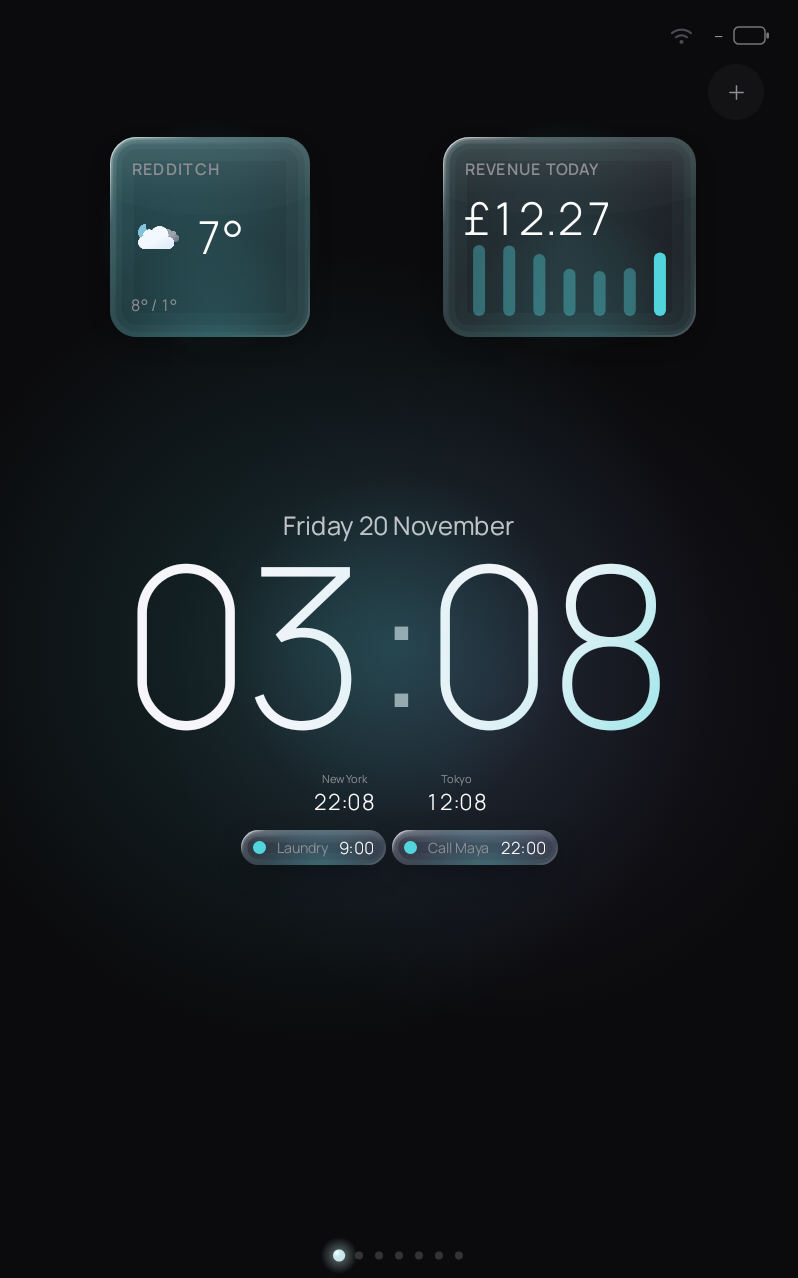 –
+
REDDITCH
7°
8° / 1°
REVENUE TODAY
£12.27
Friday 20 November
03:08
New York
22:08
Tokyo
12:08
Laundry 9:00
Call Maya 22:00